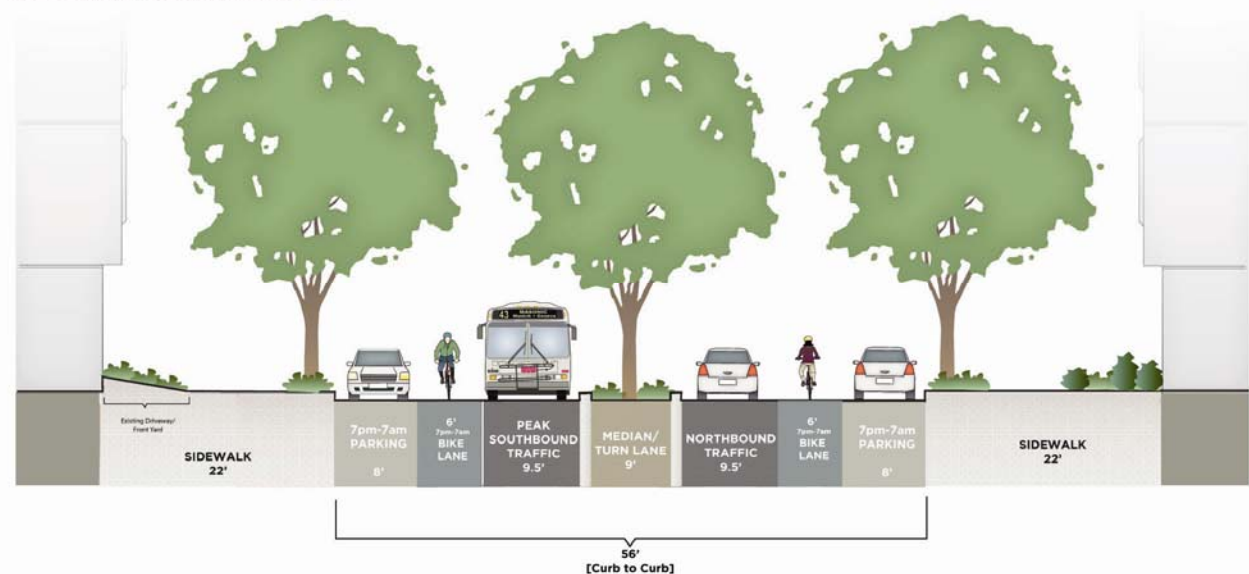 43 MASONIC
Existing Driveway/
Front Yard
SIDEWALK
22'
7pm-7am
PARKING
8'
6'
7pm-7am
BIKE
LANE
PEAK
SOUTHBOUND
TRAFFIC
9.5'
MEDIAN/
TURN LANE
9'
NORTHBOUND
TRAFFIC
9.5'
6'
7pm-7am
BIKE
LANE
7pm-7am
PARKING
8'
SIDEWALK
22'
56'
[Curb to Curb]